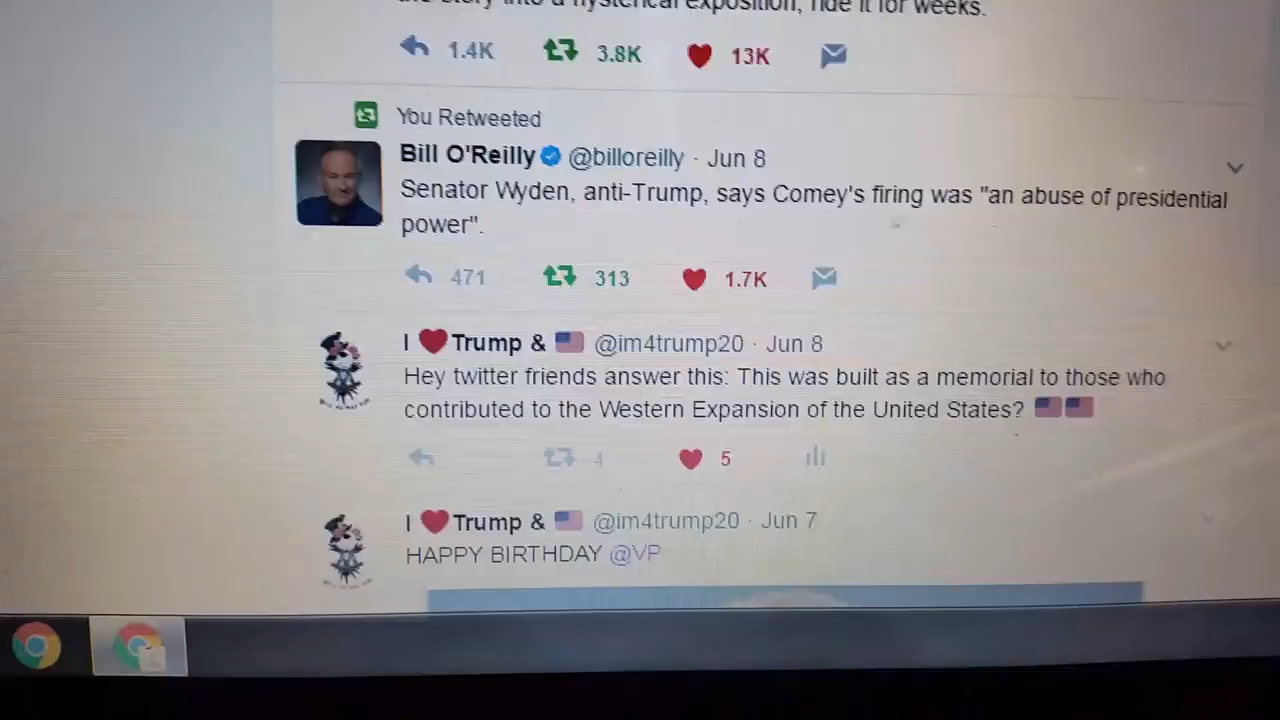 the story into a hysterical exposition, ride it for weeks.
1.4K 3.8K 13K
You Retweeted
Bill O'Reilly @billoreilly · Jun 8
Senator Wyden, anti-Trump, says Comey's firing was "an abuse of presidential
power".
471 313 1.7K
I ❤️ Trump & 🇺🇸 @im4trump20 · Jun 8
Hey twitter friends answer this: This was built as a memorial to those who
contributed to the Western Expansion of the United States? 🇺🇸🇺🇸
4 5
I ❤️ Trump & 🇺🇸 @im4trump20 · Jun 7
HAPPY BIRTHDAY @VP